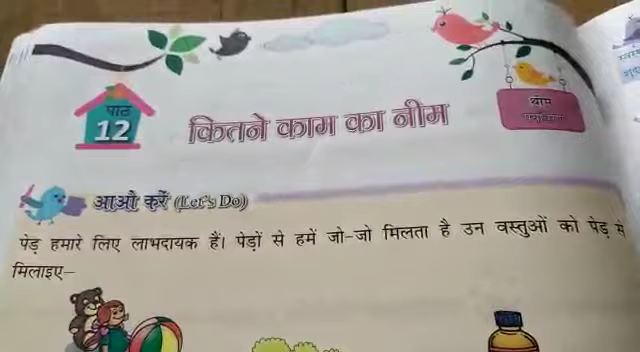 पाठ
12
कितने काम का नीम
थीम
आओ करें (Let's Do)
पेड़ हमारे लिए लाभदायक हैं। पेड़ों से हमें जो-जो मिलता है उन वस्तुओं को पेड़ से
मिलाइए–